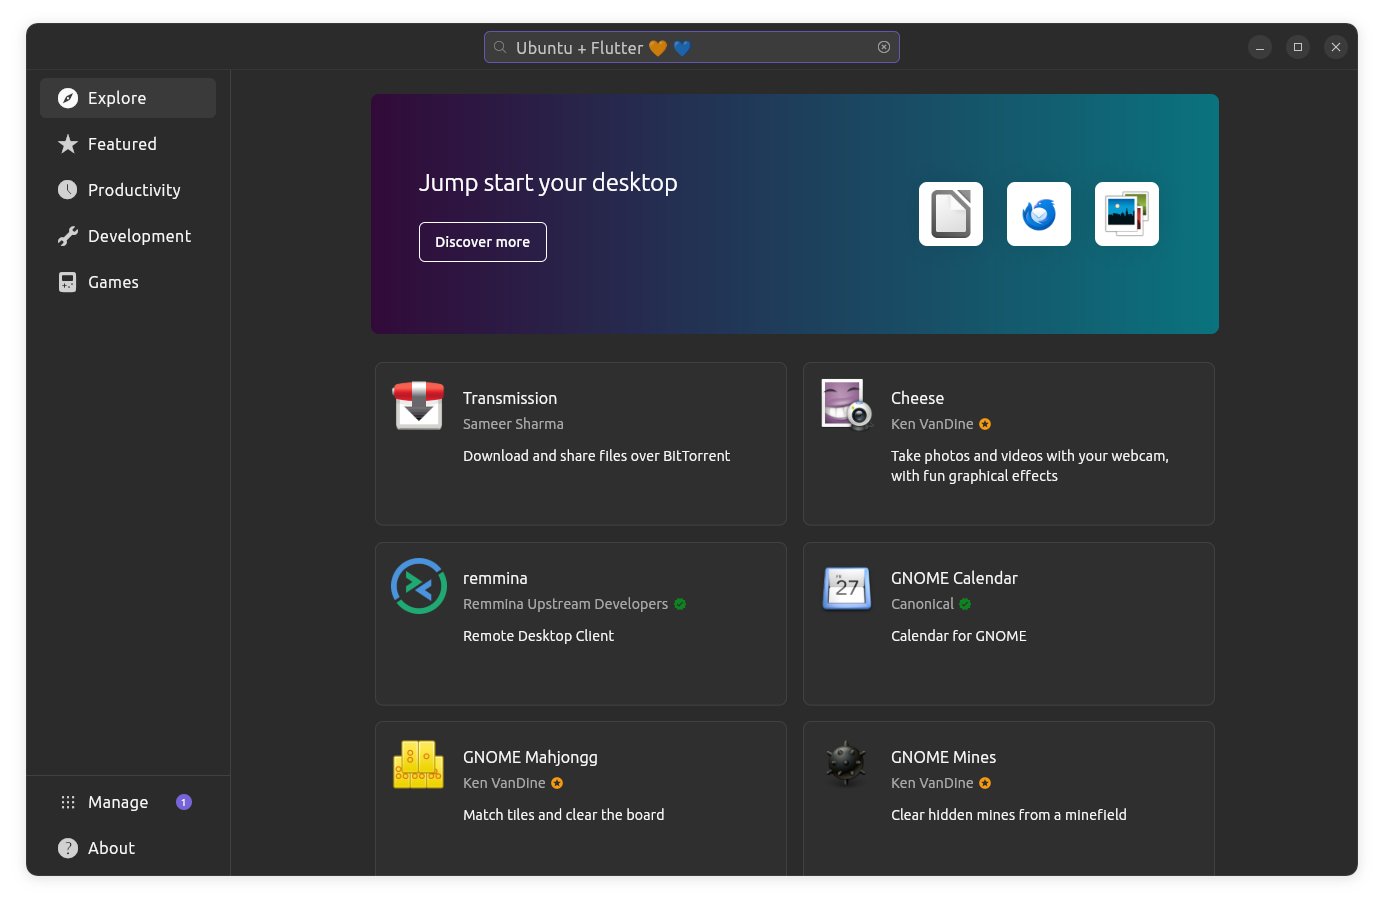 Ubuntu + Flutter 🧡 💙
Explore
Featured
Productivity
Development
Games
Manage
1
About
Jump start your desktop
Discover more
Transmission
Sameer Sharma
Download and share files over BitTorrent
Cheese
Ken VanDine
Take photos and videos with your webcam,
with fun graphical effects
remmina
Remmina Upstream Developers
Remote Desktop Client
GNOME Calendar
Canonical
Calendar for GNOME
27
GNOME Mahjongg
Ken VanDine
Match tiles and clear the board
GNOME Mines
Ken VanDine
Clear hidden mines from a minefield